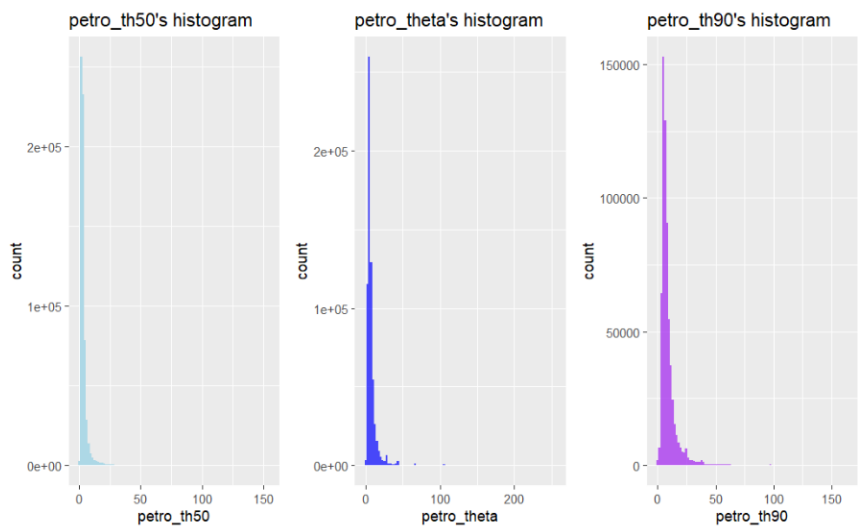 petro_th50's histogram
count
2e+05
1e+05
0e+00
0
50
100
150
petro_th50
petro_theta's histogram
count
2e+05
1e+05
0e+00
0
100
200
petro_theta
petro_th90's histogram
count
150000
100000
50000
0
0
50
100
150
petro_th90